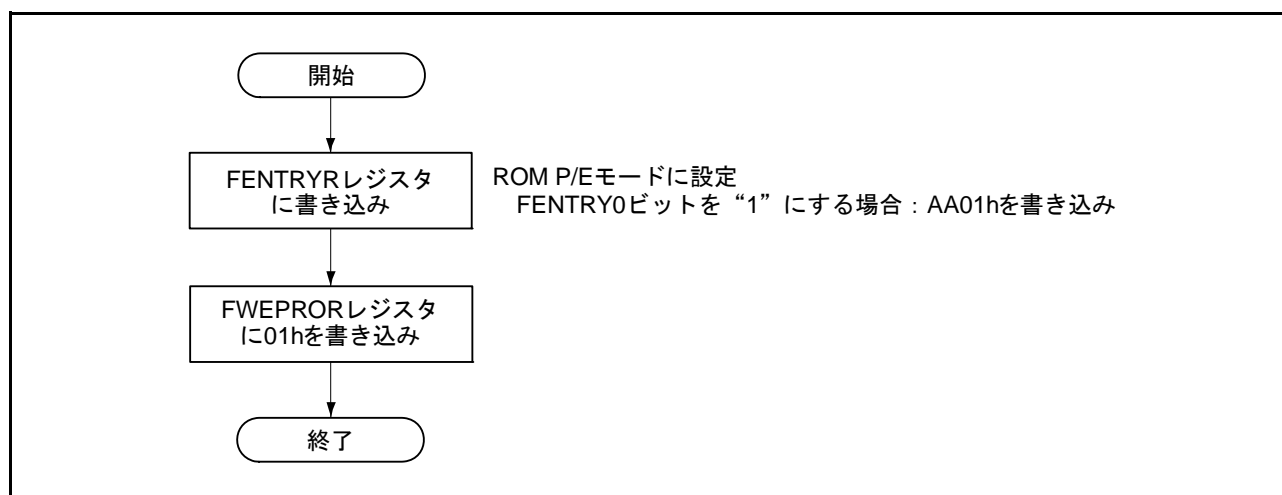 開始
FENTRYRレジスタ
に書き込み
ROM P/Eモードに設定
FENTRY0ビットを“1”にする場合：AA01hを書き込み
FWEPRORレジスタ
に01hを書き込み
終了